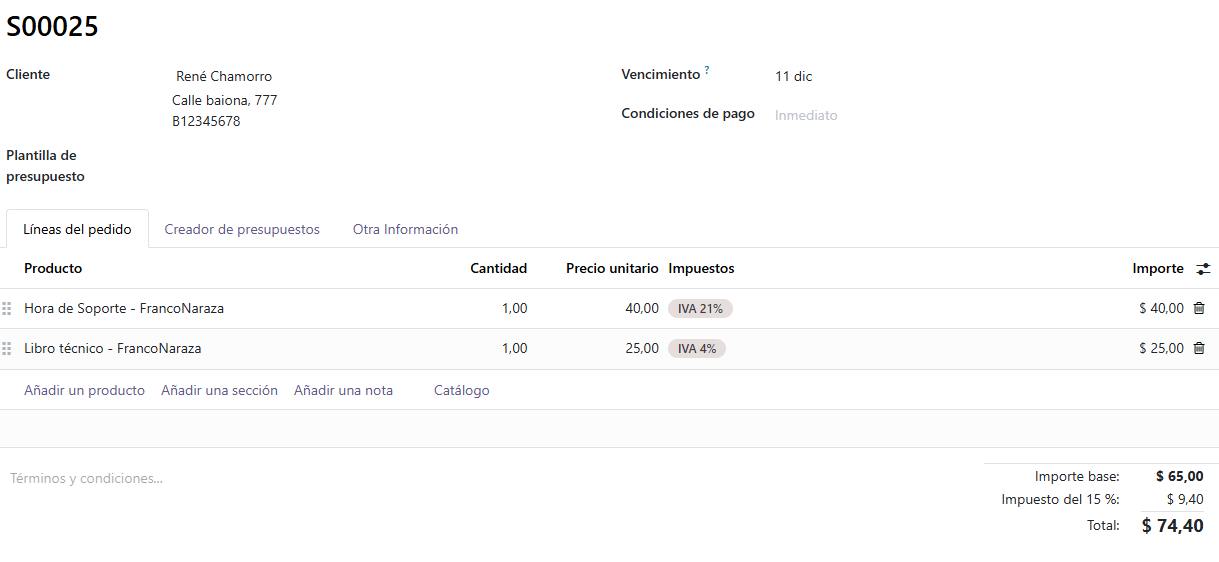 S00025
Cliente
René Chamorro
Calle baiona, 777
B12345678
Vencimiento ?
11 dic
Condiciones de pago
Inmediato
Plantilla de
presupuesto
Líneas del pedido Creador de presupuestos Otra Información
Producto Cantidad Precio unitario Impuestos Importe
Hora de Soporte - FrancoNaraza 1,00 40,00 IVA 21% $ 40,00
Libro técnico - FrancoNaraza 1,00 25,00 IVA 4% $ 25,00
Añadir un producto Añadir una sección Añadir una nota Catálogo
Términos y condiciones...
Importe base: $ 65,00
Impuesto del 15 %: $ 9,40
Total: $ 74,40